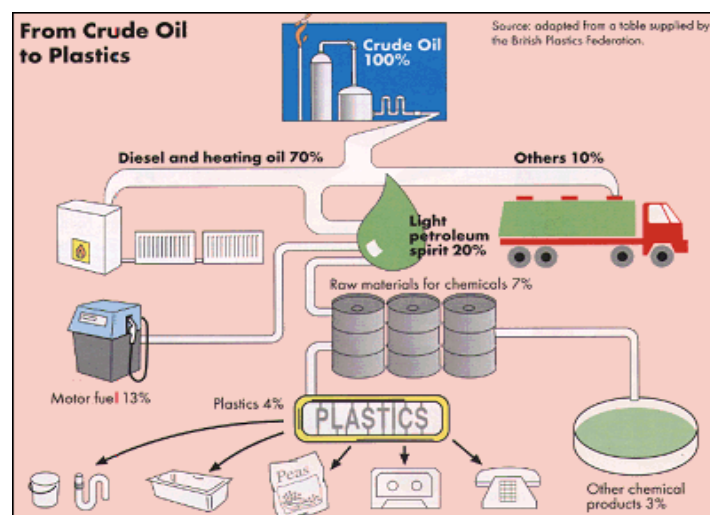 From Crude Oil
to Plastics
Source: adapted from a table supplied by
the British Plastics Federation.
Crude Oil
100%
Diesel and heating oil 70%
Others 10%
Light
petroleum
spirit 20%
Raw materials for chemicals 7%
Motor fuel 13%
Plastics 4%
PLASTICS
Peas
Other chemical
products 3%